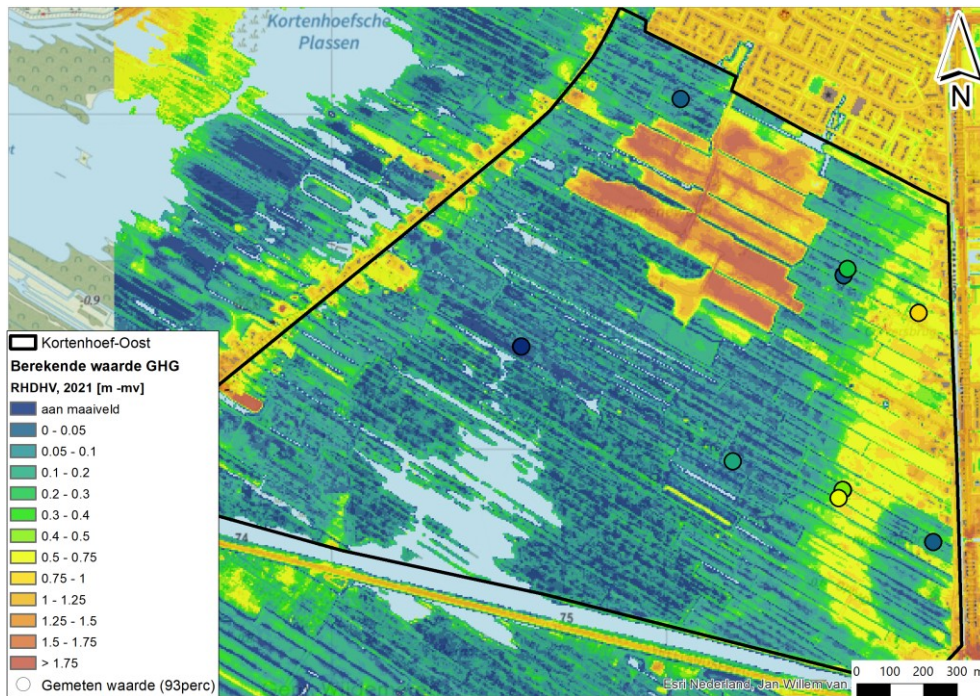 Kortenhoefsche
Plassen
N
0.9
74
75
Kortenhoef-Oost
Berekende waarde GHG
RHDHV, 2021 [m -mv]
aan maaiveld
0 - 0.05
0.05 - 0.1
0.1 - 0.2
0.2 - 0.3
0.3 - 0.4
0.4 - 0.5
0.5 - 0.75
0.75 - 1
1 - 1.25
1.25 - 1.5
1.5 - 1.75
> 1.75
Gemeten waarde (93perc)
0 100 200 300 m
Esri Nederland, Jan Willem van